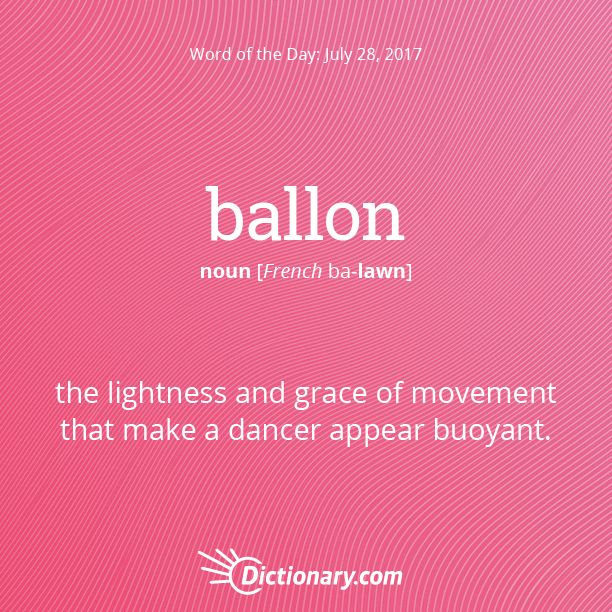 Word of the Day: July 28, 2017
ballon
noun [French ba-lawn]
the lightness and grace of movement
that make a dancer appear buoyant.
Dictionary.com